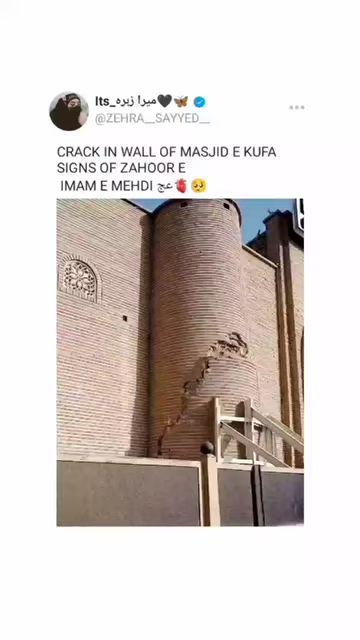 Its_میرا زہرہ🖤🦋
@ZEHRA__SAYYED__
CRACK IN WALL OF MASJID E KUFA
SIGNS OF ZAHOOR E
IMAM E MEHDI عج🫀🥺